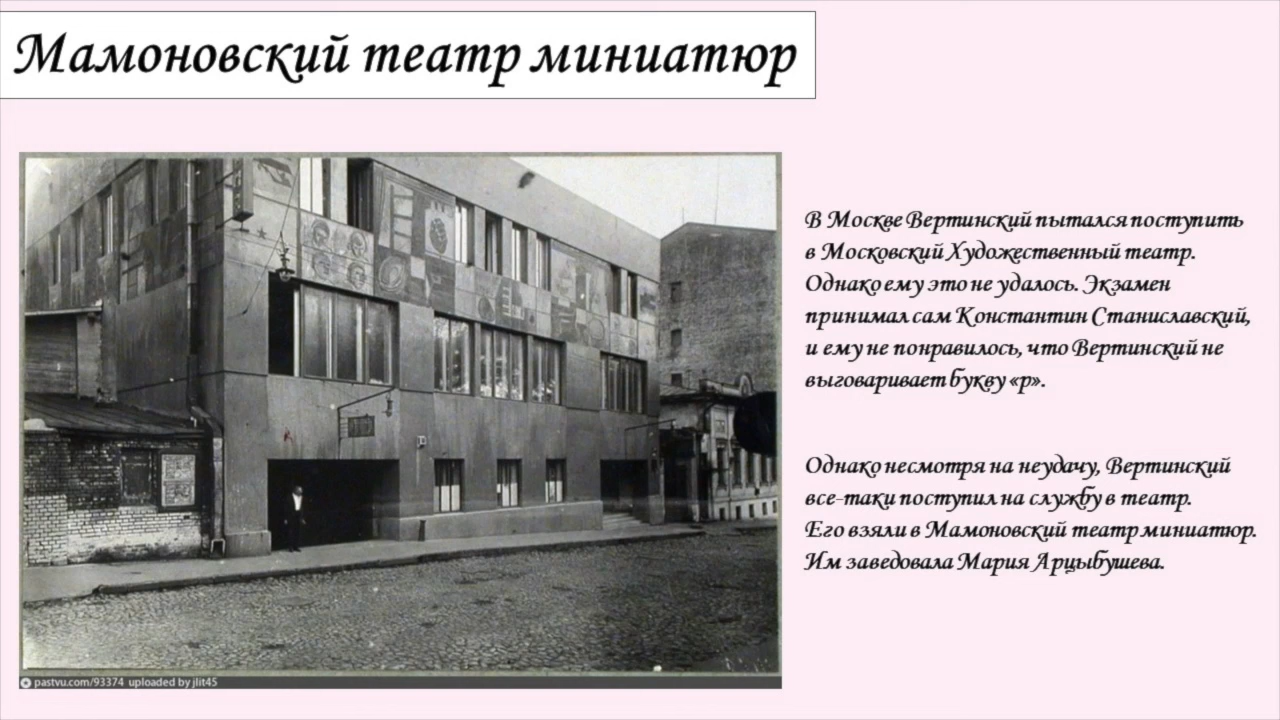 Мамоновский театр миниатюр
В Москве Вертинский пытался поступить
в Московский Художественный театр.
Однако ему это не удалось. Экзамен
принимал сам Константин Станиславский,
и ему не понравилось, что Вертинский не
выговаривает букву «р».
Однако несмотря на неудачу, Вертинский
все-таки поступил на службу в театр.
Его взяли в Мамоновский театр миниатюр.
Им заведовала Мария Арцыбушева.
pastvu.com/93374 uploaded by jlit45